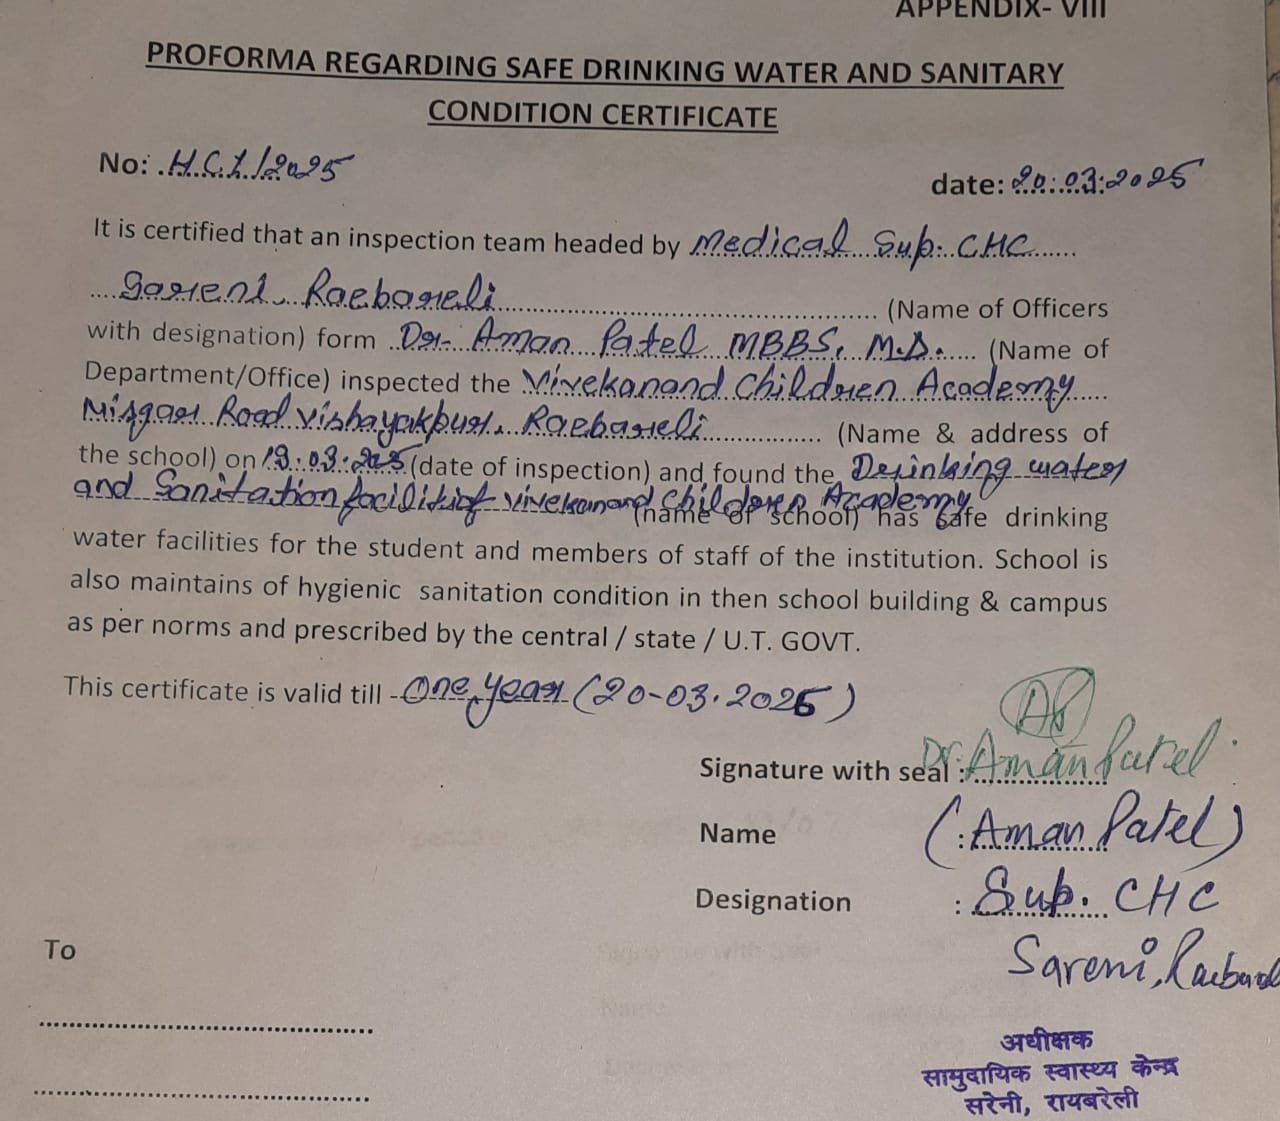 APPENDIX- VIII
PROFORMA REGARDING SAFE DRINKING WATER AND SANITARY
CONDITION CERTIFICATE
No: H.C.1/2025
date: 20.03.2025
It is certified that an inspection team headed by Medical Sup. CHC
Sareni, Raebareli (Name of Officers
with designation) form Dr. Aman Patel MBBS, M.D. (Name of
Department/Office) inspected the Vivekanand Children Academy
Road Raebareli (Name & address of
the school) on 19.03.2025 (date of inspection) and found the Drinking water
and Sanitation of Vivekanand Children Academy
(name of school) has safe drinking
water facilities for the student and members of staff of the institution. School is
also maintains of hygienic sanitation condition in then school building & campus
as per norms and prescribed by the central / state / U.T. GOVT.
This certificate is valid till - One year (20-03.2026)
AP
Signature with seal : Dr. Aman Patel
Name : (Aman Patel)
Designation : Sup. CHC
To
Sareni, Raebareli
अधीक्षक
सामुदायिक स्वास्थ्य केन्द्र
सरेनी, रायबरेली